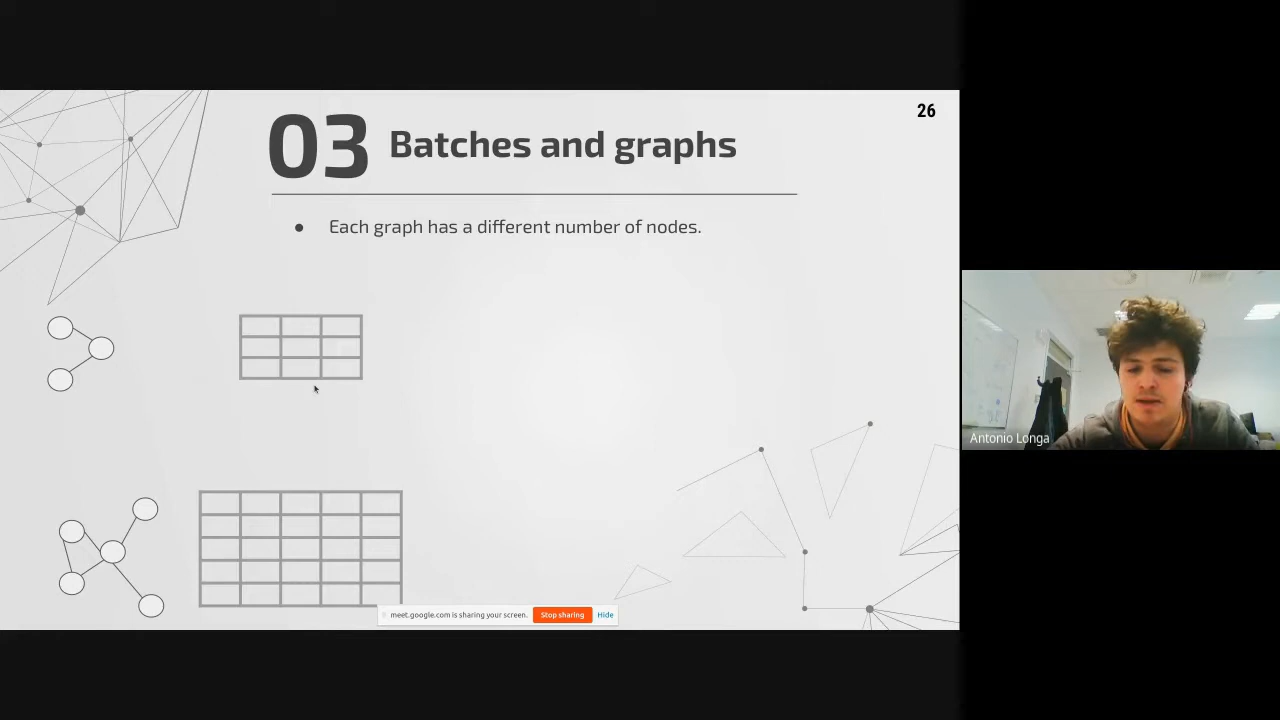 26
03 Batches and graphs
● Each graph has a different number of nodes.
Antonio Longa
meet.google.com is sharing your screen. Stop sharing Hide